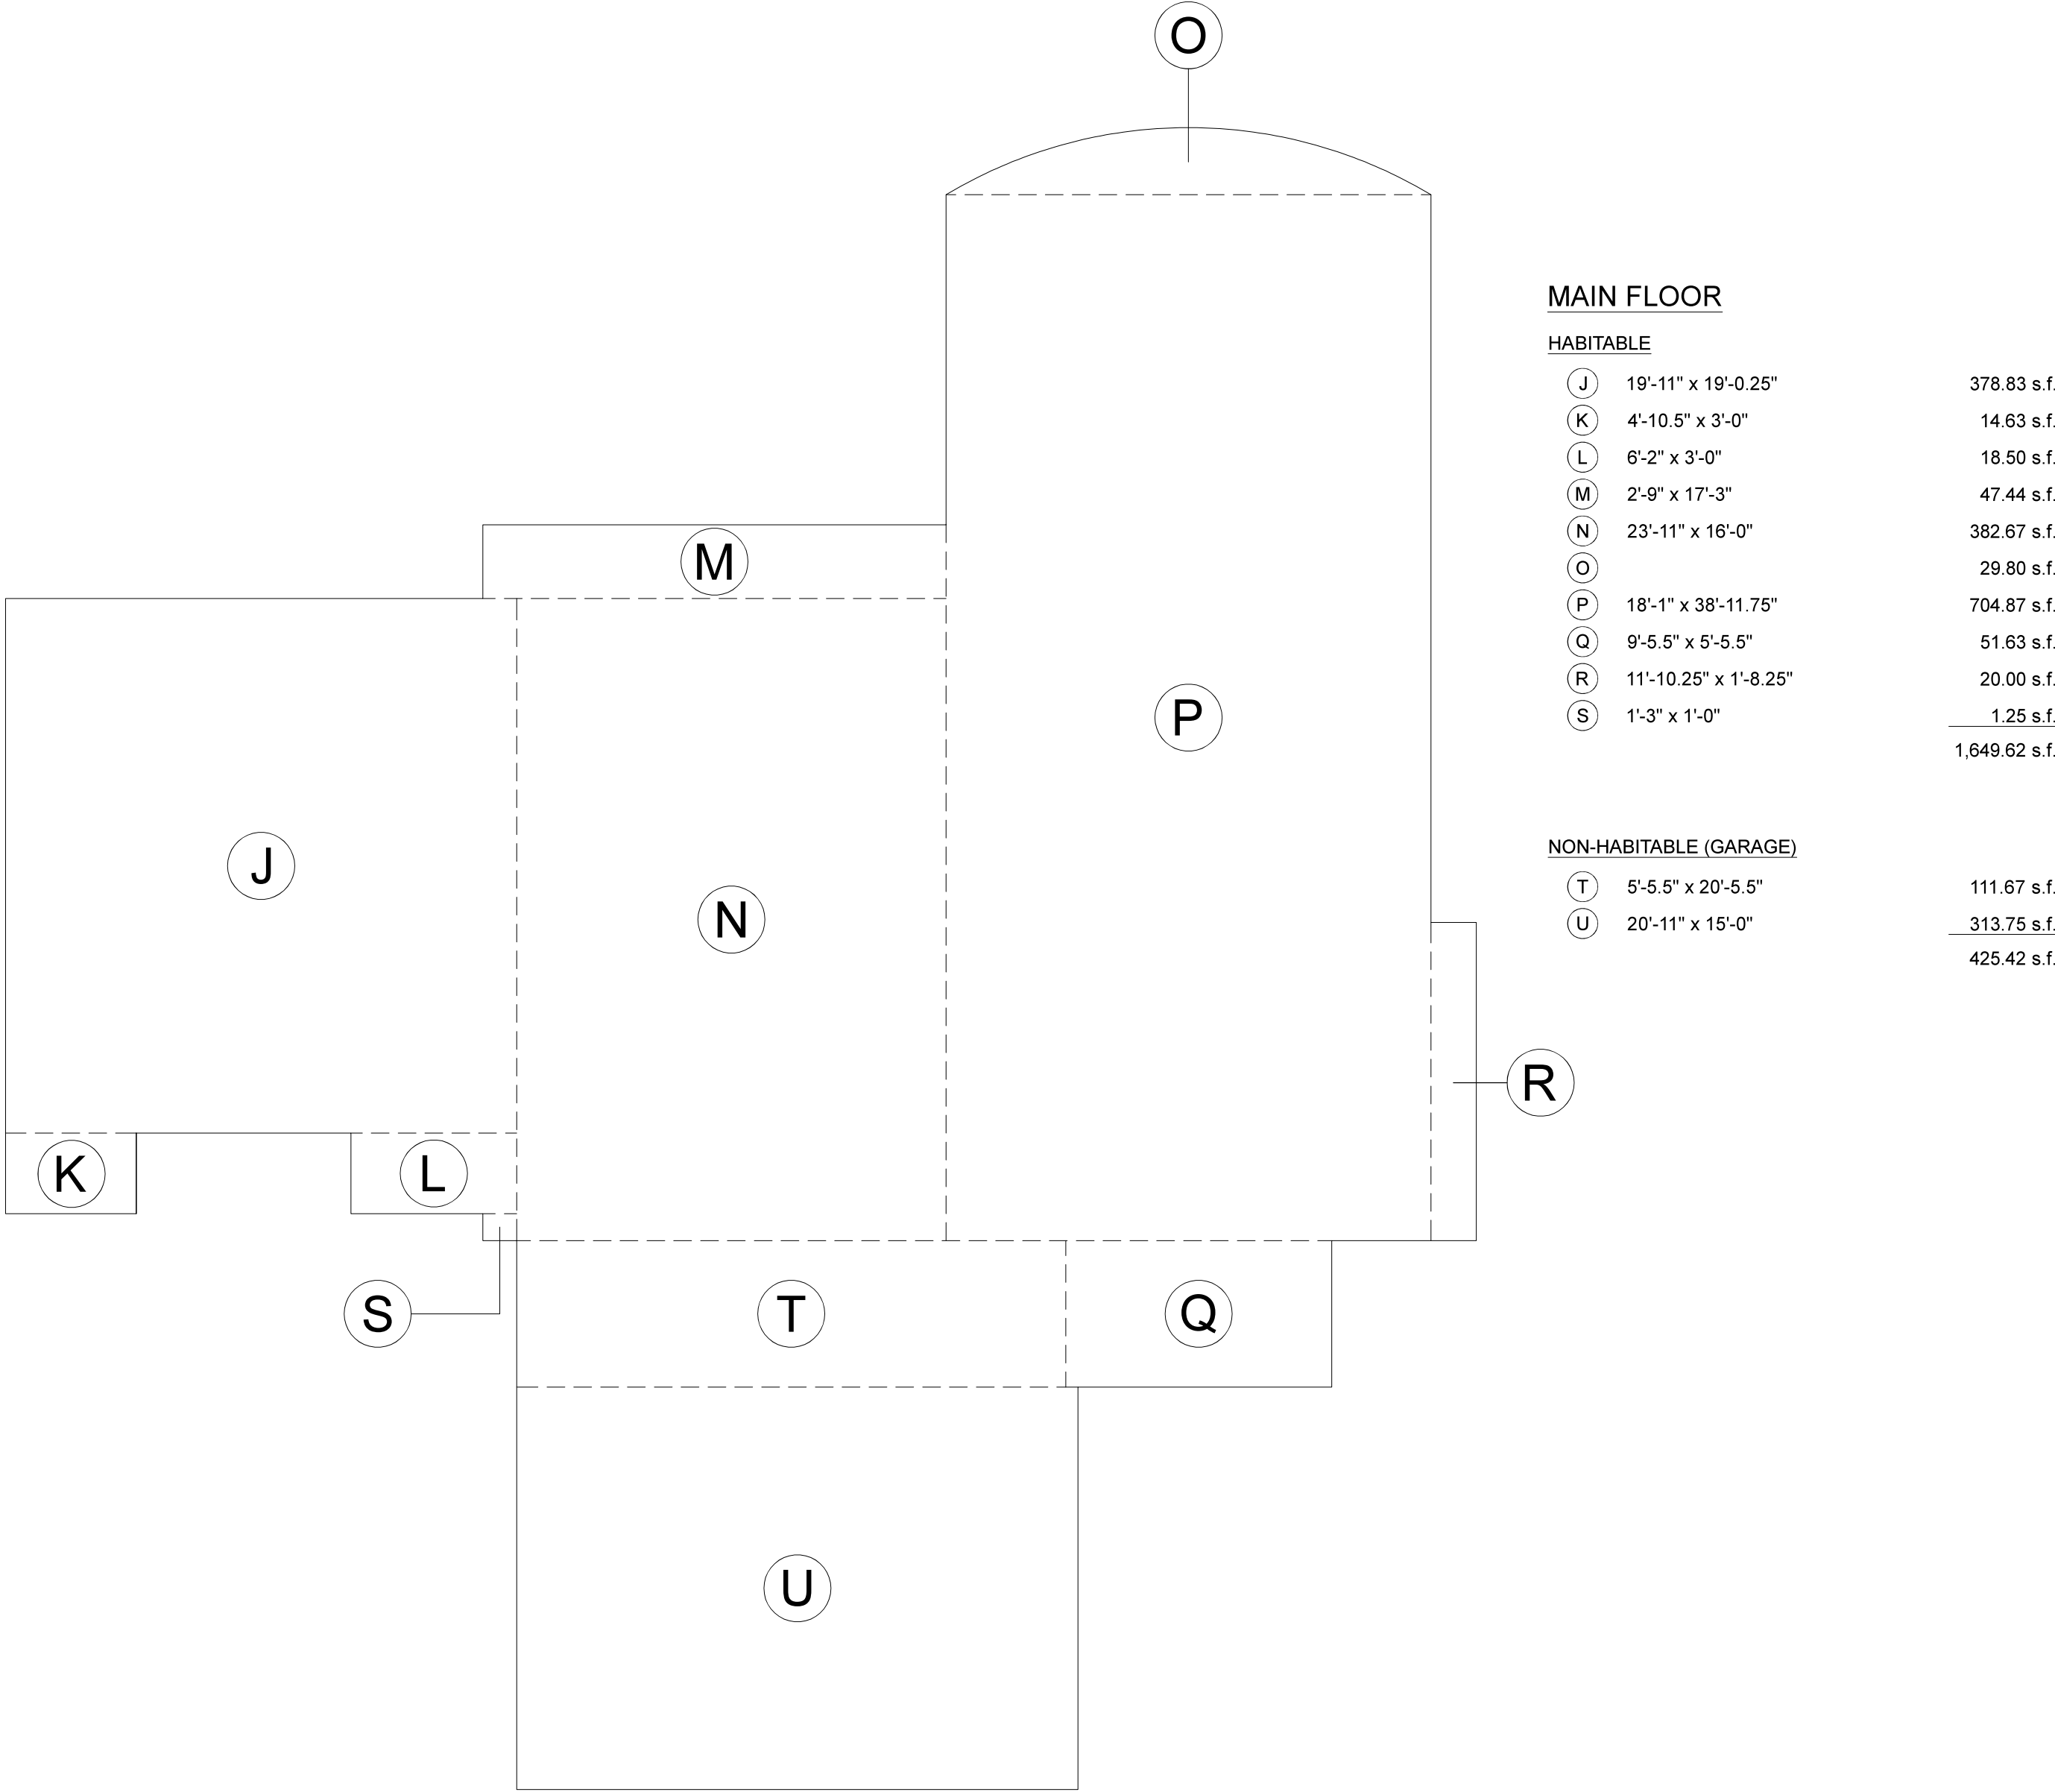 O
MAIN FLOOR
HABITABLE
J 19'-11" x 19'-0.25" 378.83 s.f.
K 4'-10.5" x 3'-0" 14.63 s.f.
L 6'-2" x 3'-0" 18.50 s.f.
M 2'-9" x 17'-3" 47.44 s.f.
N 23'-11" x 16'-0" 382.67 s.f.
O 29.80 s.f.
P 18'-1" x 38'-11.75" 704.87 s.f.
Q 9'-5.5" x 5'-5.5" 51.63 s.f.
R 11'-10.25" x 1'-8.25" 20.00 s.f.
S 1'-3" x 1'-0" 1.25 s.f.
1,649.62 s.f.
NON-HABITABLE (GARAGE)
T 5'-5.5" x 20'-5.5" 111.67 s.f.
U 20'-11" x 15'-0" 313.75 s.f.
425.42 s.f.
M
P
J
N
R
K
L
S
T
Q
U